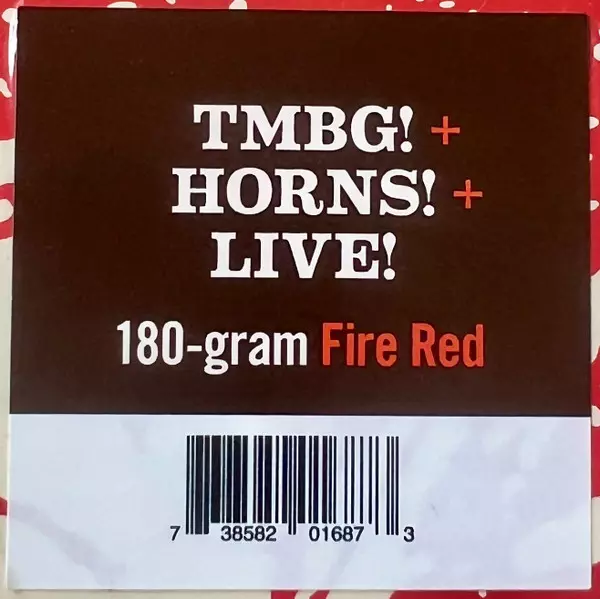 TMBG! +
HORNS! +
LIVE!
180-gram Fire Red
7 38582 01687 3